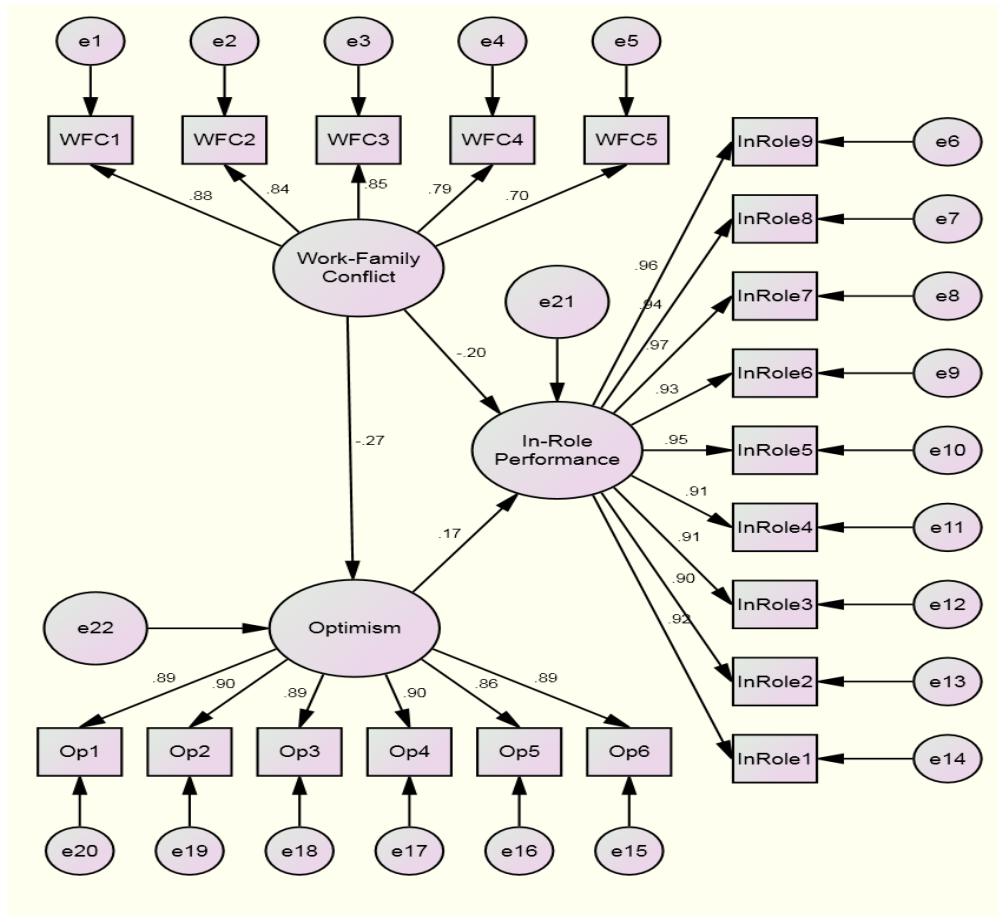 e1
e2
e3
e4
e5
WFC1
WFC2
WFC3
WFC4
WFC5
.88
.84
.85
.79
.70
Work-Family
Conflict
e21
-.20
-.27
In-Role
Performance
.17
.96
.94
.97
.93
.95
.91
.91
.90
.92
InRole9
e6
InRole8
e7
InRole7
e8
InRole6
e9
InRole5
e10
InRole4
e11
InRole3
e12
InRole2
e13
InRole1
e14
e22
Optimism
.89
.90
.89
.90
.86
.89
Op1
Op2
Op3
Op4
Op5
Op6
e20
e19
e18
e17
e16
e15